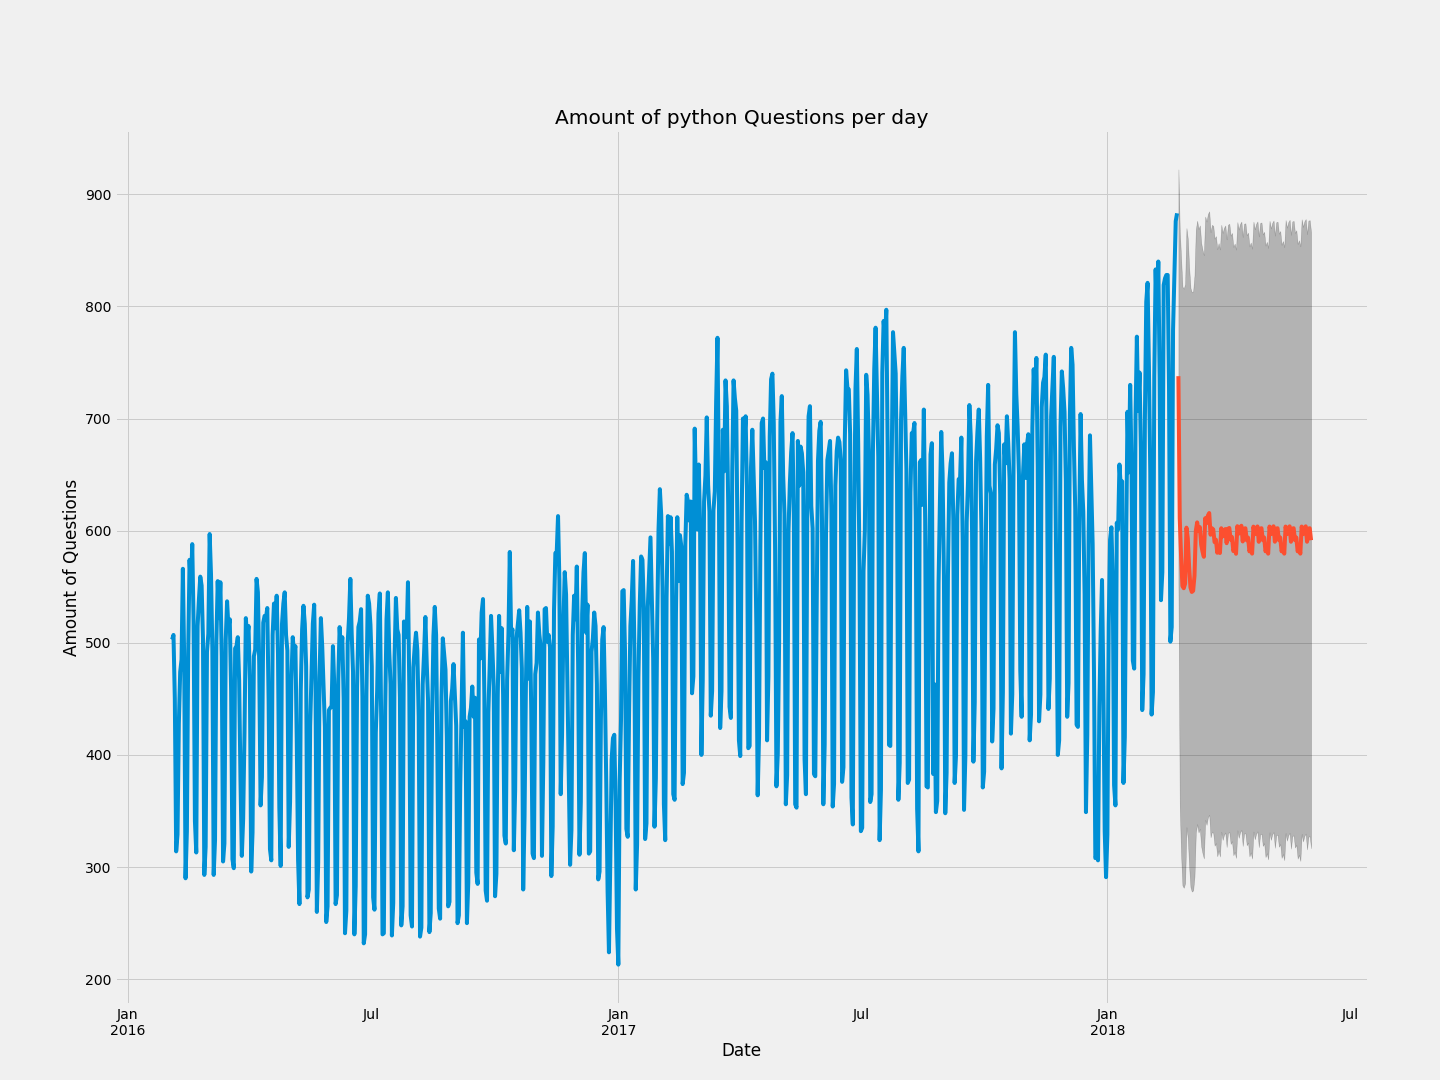 Amount of python Questions per day
Amount of Questions
900
800
700
600
500
400
300
200
Jan
2016
Jul
Jan
2017
Jul
Jan
2018
Jul
Date